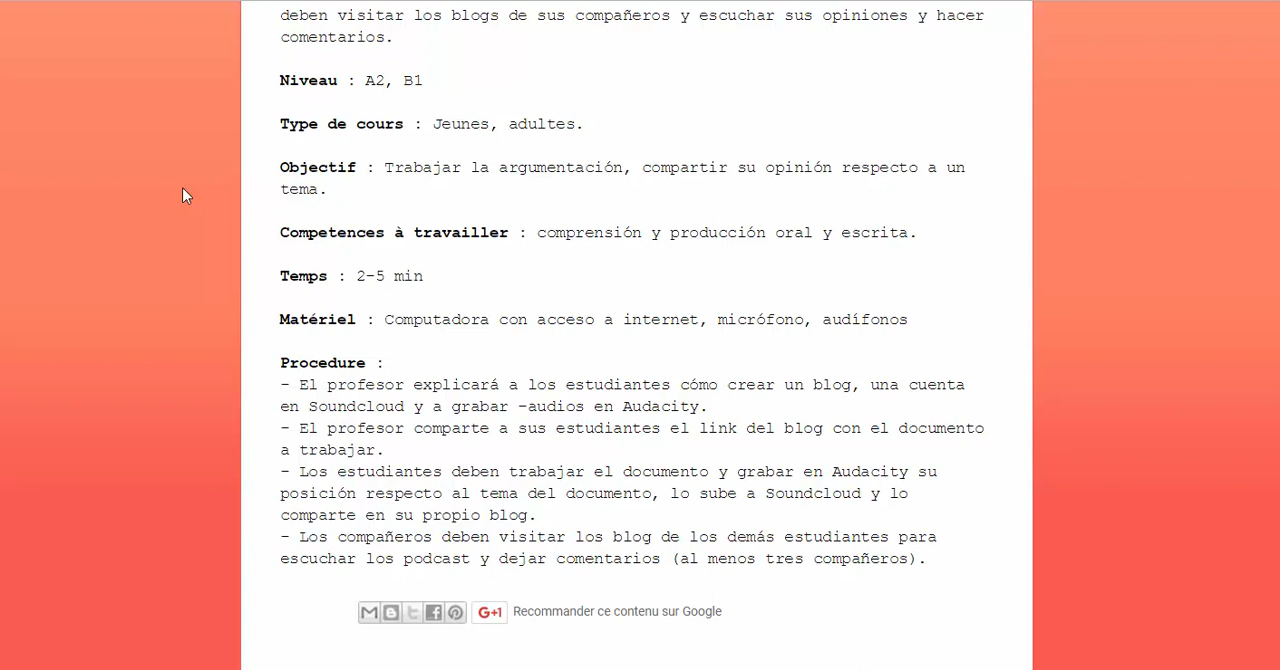 deben visitar los blogs de sus compañeros y escuchar sus opiniones y hacer
comentarios.
Niveau : A2, B1
Type de cours : Jeunes, adultes.
Objectif : Trabajar la argumentación, compartir su opinión respecto a un
tema.
Competences à travailler : comprensión y producción oral y escrita.
Temps : 2-5 min
Matériel : Computadora con acceso a internet, micrófono, audífonos
Procedure :
- El profesor explicará a los estudiantes cómo crear un blog, una cuenta
en Soundcloud y a grabar -audios en Audacity.
- El profesor comparte a sus estudiantes el link del blog con el documento
a trabajar.
- Los estudiantes deben trabajar el documento y grabar en Audacity su
posición respecto al tema del documento, lo sube a Soundcloud y lo
comparte en su propio blog.
- Los compañeros deben visitar los blog de los demás estudiantes para
escuchar los podcast y dejar comentarios (al menos tres compañeros).
G+1 Recommander ce contenu sur Google